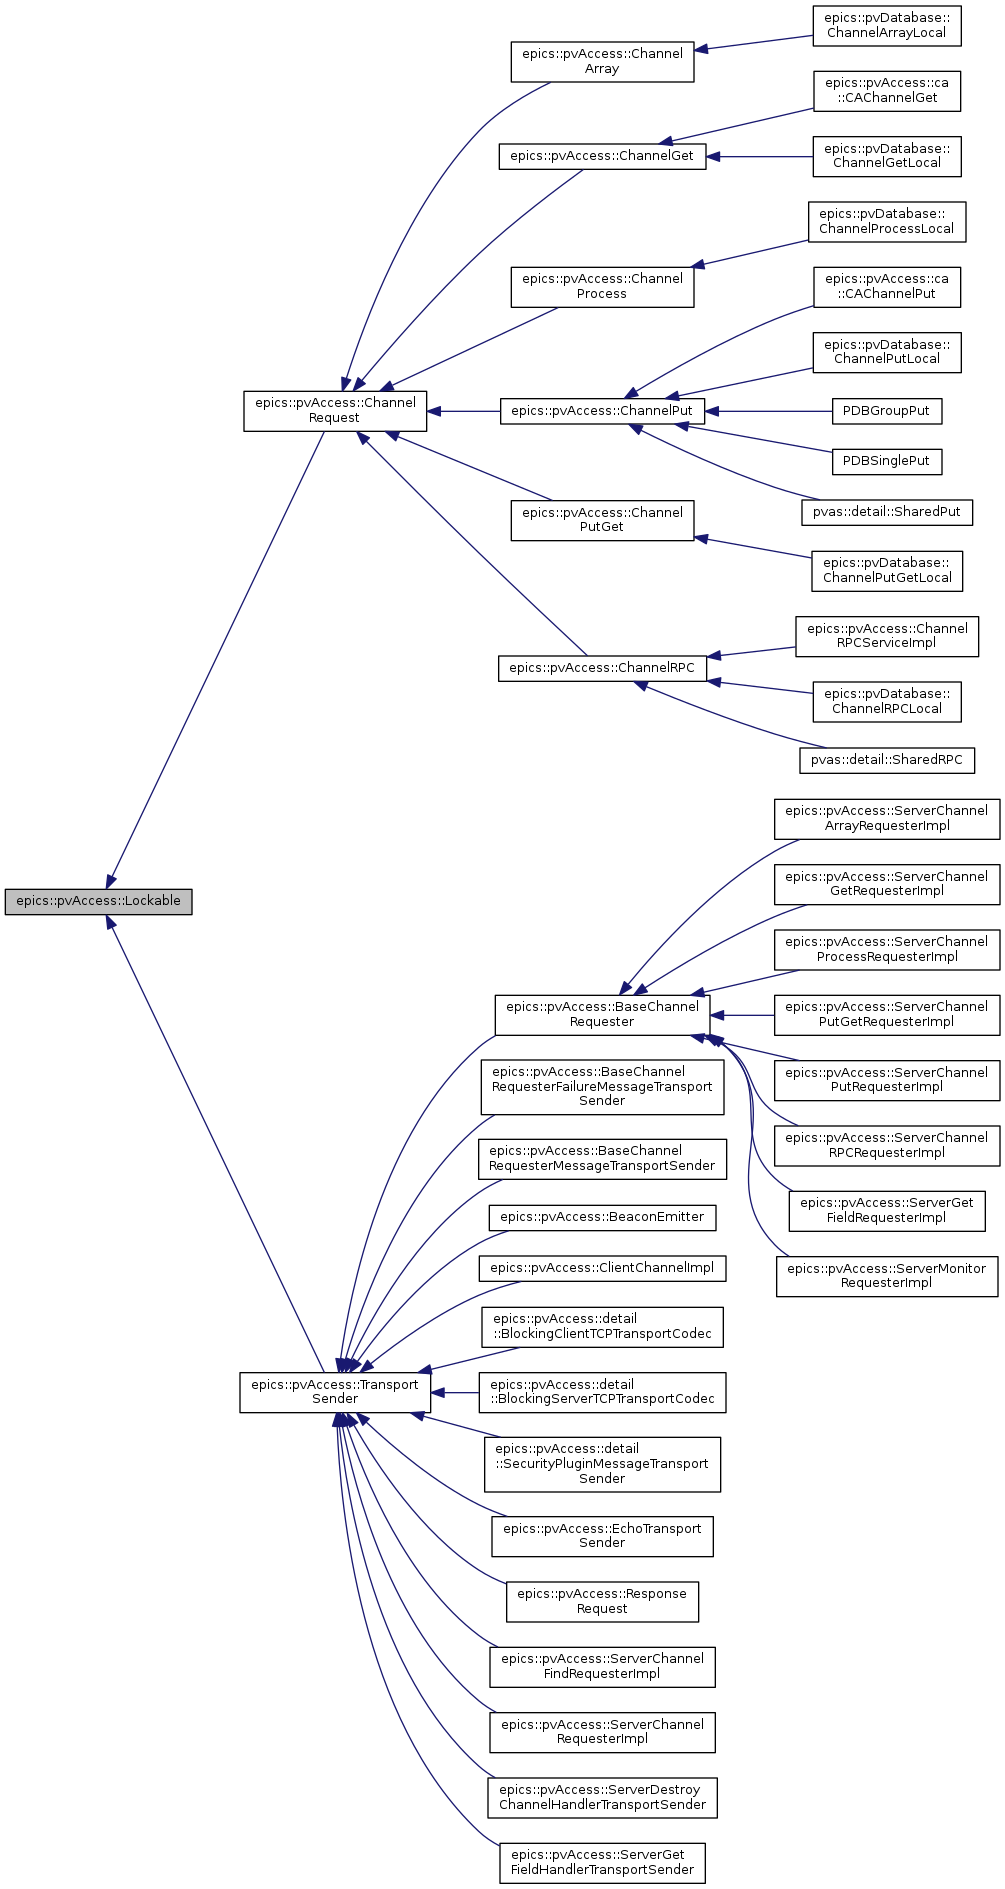 epics::pvDatabase::
ChannelArrayLocal
epics::pvAccess::Channel
Array
epics::pvAccess::ca
::CAChannelGet
epics::pvAccess::ChannelGet
epics::pvDatabase::
ChannelGetLocal
epics::pvDatabase::
ChannelProcessLocal
epics::pvAccess::Channel
Process
epics::pvAccess::ca
::CAChannelPut
epics::pvDatabase::
ChannelPutLocal
epics::pvAccess::Channel
Request
epics::pvAccess::ChannelPut
PDBGroupPut
PDBSinglePut
pvas::detail::SharedPut
epics::pvAccess::Channel
PutGet
epics::pvDatabase::
ChannelPutGetLocal
epics::pvAccess::Channel
RPCServiceImpl
epics::pvAccess::ChannelRPC
epics::pvDatabase::
ChannelRPCLocal
pvas::detail::SharedRPC
epics::pvAccess::ServerChannel
ArrayRequesterImpl
epics::pvAccess::ServerChannel
GetRequesterImpl
epics::pvAccess::Lockable
epics::pvAccess::ServerChannel
ProcessRequesterImpl
epics::pvAccess::BaseChannel
Requester
epics::pvAccess::ServerChannel
PutGetRequesterImpl
epics::pvAccess::ServerChannel
PutRequesterImpl
epics::pvAccess::BaseChannel
RequesterFailureMessageTransport
Sender
epics::pvAccess::ServerChannel
RPCRequesterImpl
epics::pvAccess::BaseChannel
RequesterMessageTransportSender
epics::pvAccess::ServerGet
FieldRequesterImpl
epics::pvAccess::BeaconEmitter
epics::pvAccess::ClientChannelImpl
epics::pvAccess::ServerMonitor
RequesterImpl
epics::pvAccess::detail
::BlockingClientTCPTransportCodec
epics::pvAccess::Transport
Sender
epics::pvAccess::detail
::BlockingServerTCPTransportCodec
epics::pvAccess::detail
::SecurityPluginMessageTransport
Sender
epics::pvAccess::EchoTransport
Sender
epics::pvAccess::Response
Request
epics::pvAccess::ServerChannel
FindRequesterImpl
epics::pvAccess::ServerChannel
RequesterImpl
epics::pvAccess::ServerDestroy
ChannelHandlerTransportSender
epics::pvAccess::ServerGet
FieldHandlerTransportSender